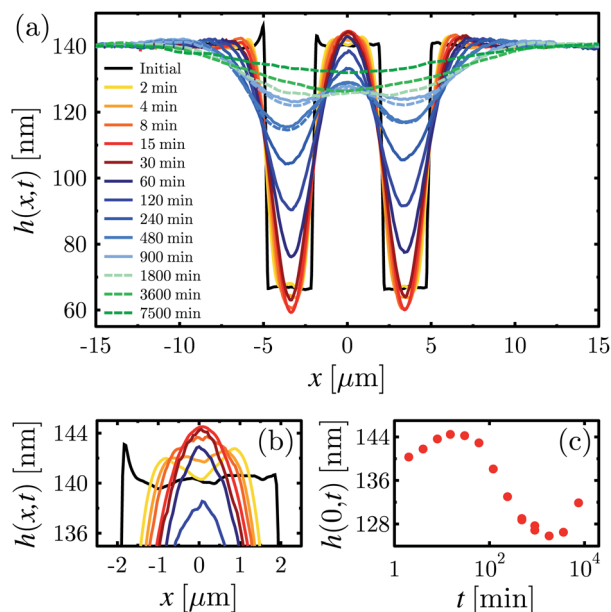 (a)
140
120
100
80
60
h(x,t) [nm]
Initial
2 min
4 min
8 min
15 min
30 min
60 min
120 min
240 min
480 min
900 min
1800 min
3600 min
7500 min
-15 -10 -5 0 5 10 15
x [μm]
(b)
144
140
136
h(x,t) [nm]
-2 -1 0 1 2
x [μm]
(c)
144
136
128
h(0,t) [nm]
1 10² 10⁴
t [min]